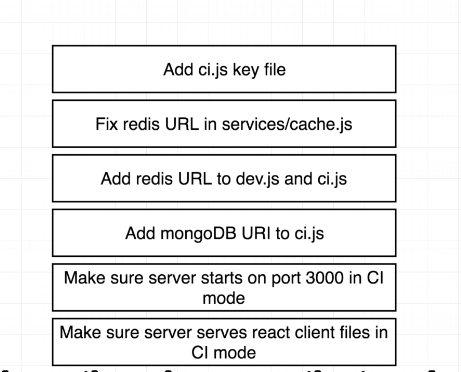 Add ci.js key file
Fix redis URL in services/cache.js
Add redis URL to dev.js and ci.js
Add mongoDB URI to ci.js
Make sure server starts on port 3000 in CI
mode
Make sure server serves react client files in
CI mode